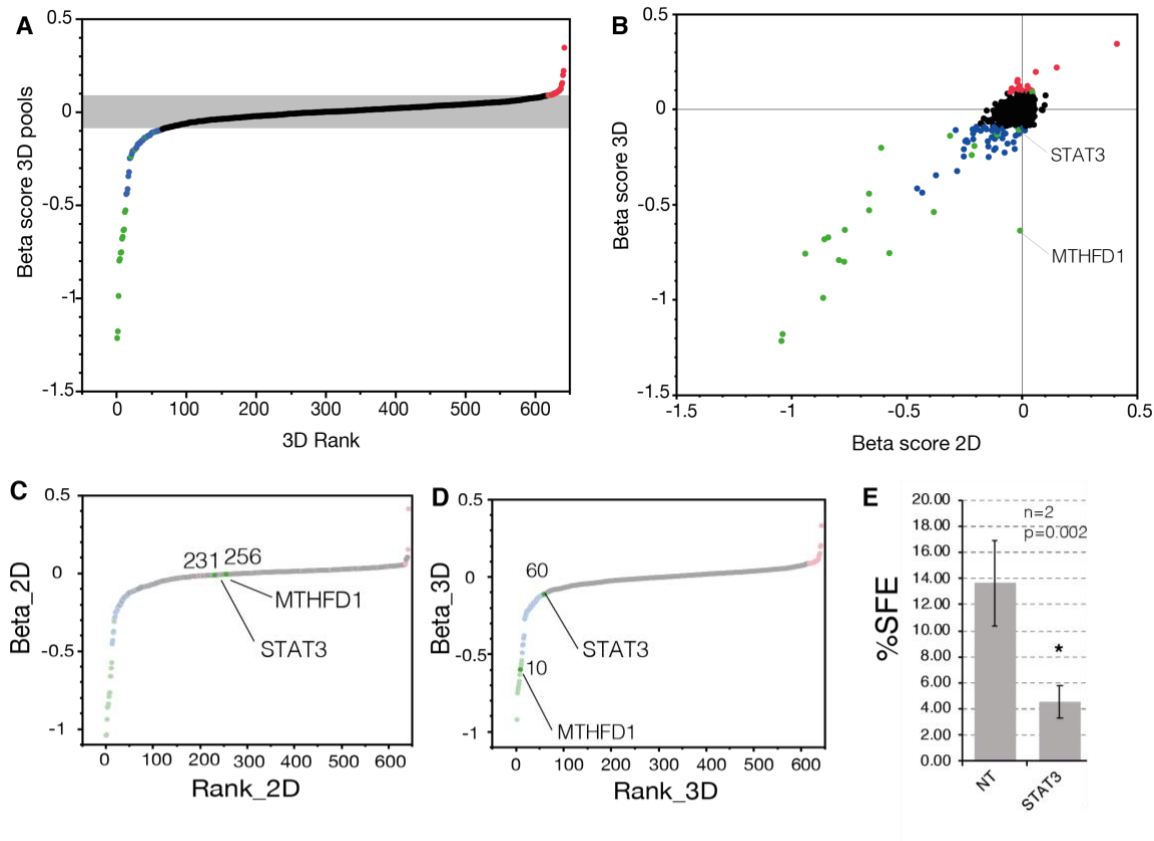 A
0.5
0
-0.5
-1
-1.5
Beta score 3D pools
0 100 200 300 400 500 600
3D Rank
B
0.5
0
-0.5
-1
-1.5
Beta score 3D
STAT3
MTHFD1
-1.5 -1 -0.5 0 0.5
Beta score 2D
C
0.5
0
-0.5
-1
Beta_2D
231 256
MTHFD1
STAT3
0 100 200 300 400 500 600
Rank_2D
D
0.5
0
-0.5
-1
Beta_3D
60
STAT3
10
MTHFD1
0 100 200 300 400 500 600
Rank_3D
E
20.00
18.00
16.00
14.00
12.00
10.00
8.00
6.00
4.00
2.00
0.00
%SFE
n=2
p=0.002
*
NT
STAT3